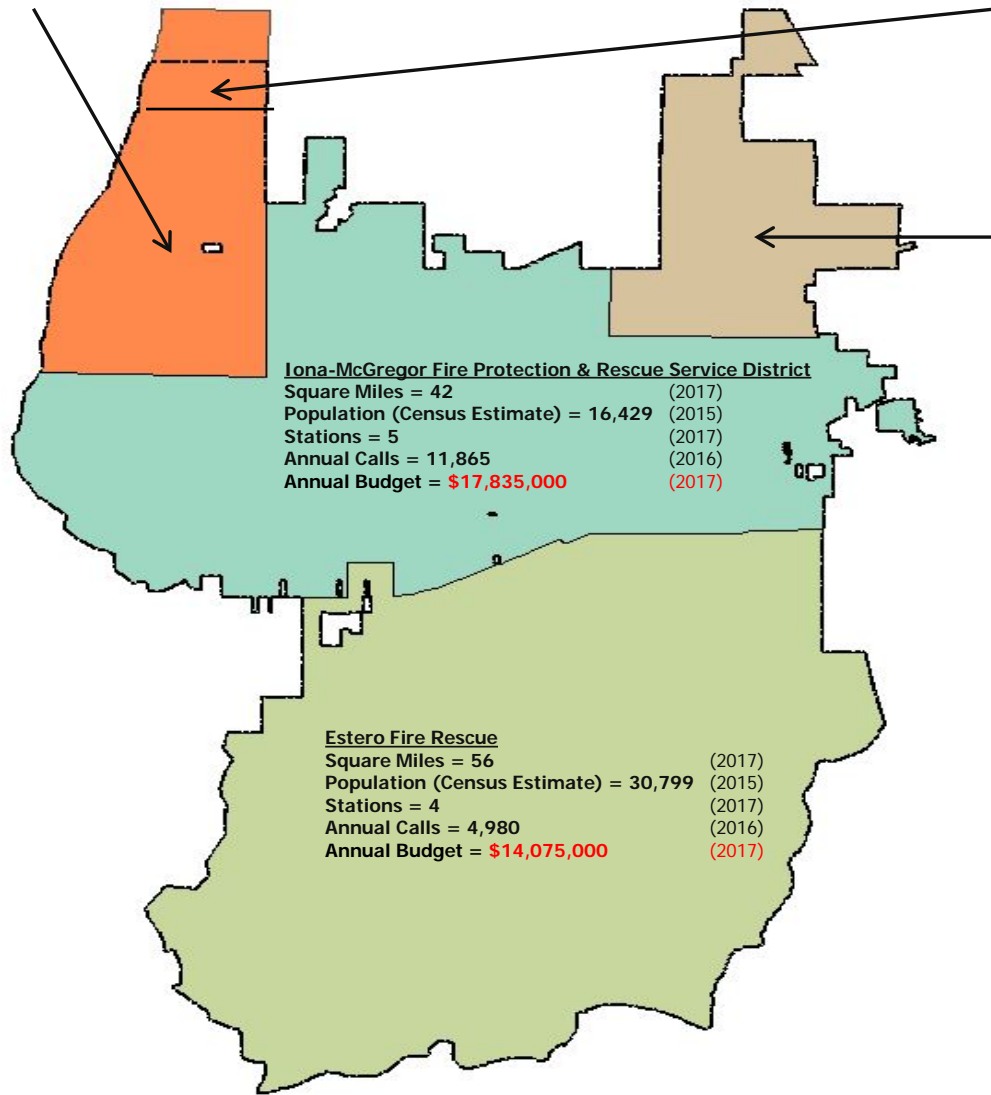 Iona-McGregor Fire Protection & Rescue Service District
Square Miles = 42 (2017)
Population (Census Estimate) = 16,429 (2015)
Stations = 5 (2017)
Annual Calls = 11,865 (2016)
Annual Budget = $17,835,000 (2017)
Estero Fire Rescue
Square Miles = 56 (2017)
Population (Census Estimate) = 30,799 (2015)
Stations = 4 (2017)
Annual Calls = 4,980 (2016)
Annual Budget = $14,075,000 (2017)